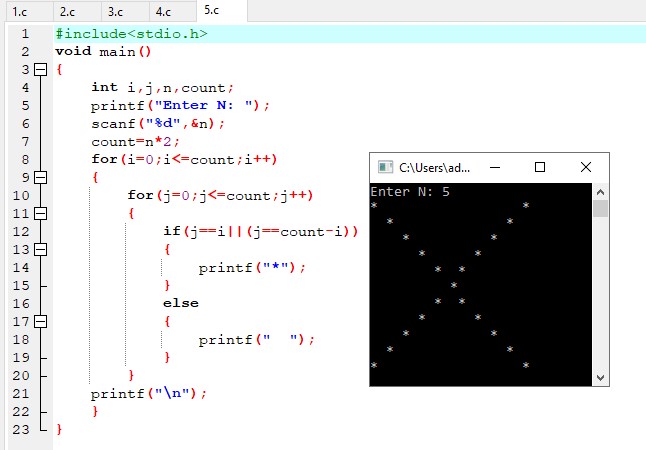 1.c 2.c 3.c 4.c 5.c
1 #include<stdio.h>
2 void main()
3 {
4     int i,j,n,count;
5     printf("Enter N: ");
6     scanf("%d",&n);
7     count=n*2;
8     for(i=0;i<=count;i++)
9     {
10         for(j=0;j<=count;j++)
11         {
12             if(j==i||(j==count-i))
13             {
14                 printf("*");
15             }
16             else
17             {
18                 printf("  ");
19             }
20         }
21     printf("\n");
22     }
23 }
C:\Users\ad...
Enter N: 5
*                  *
  *              *
    *          *
      *      *
        *  *
          *
        *  *
      *      *
    *          *
  *              *
*                  *